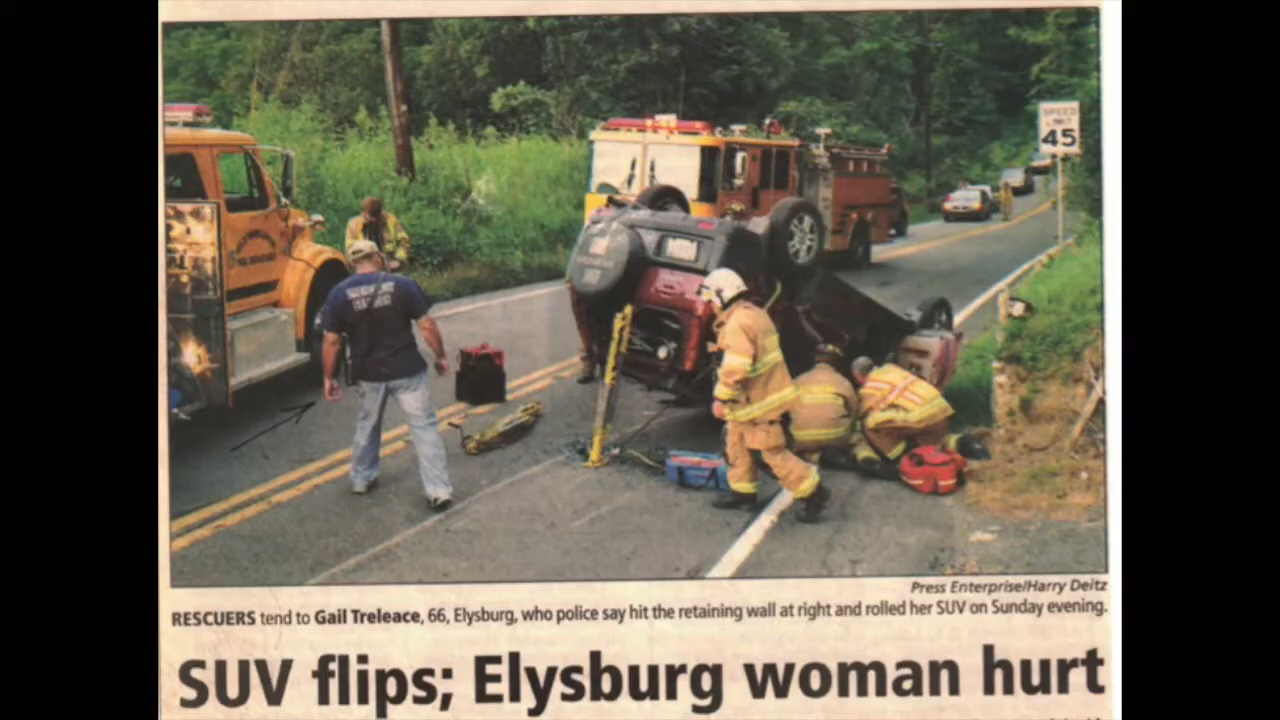 SPEED
LIMIT
45
Press Enterprise/Harry Deitz
RESCUERS tend to Gail Treleace, 66, Elysburg, who police say hit the retaining wall at right and rolled her SUV on Sunday evening.
SUV flips; Elysburg woman hurt